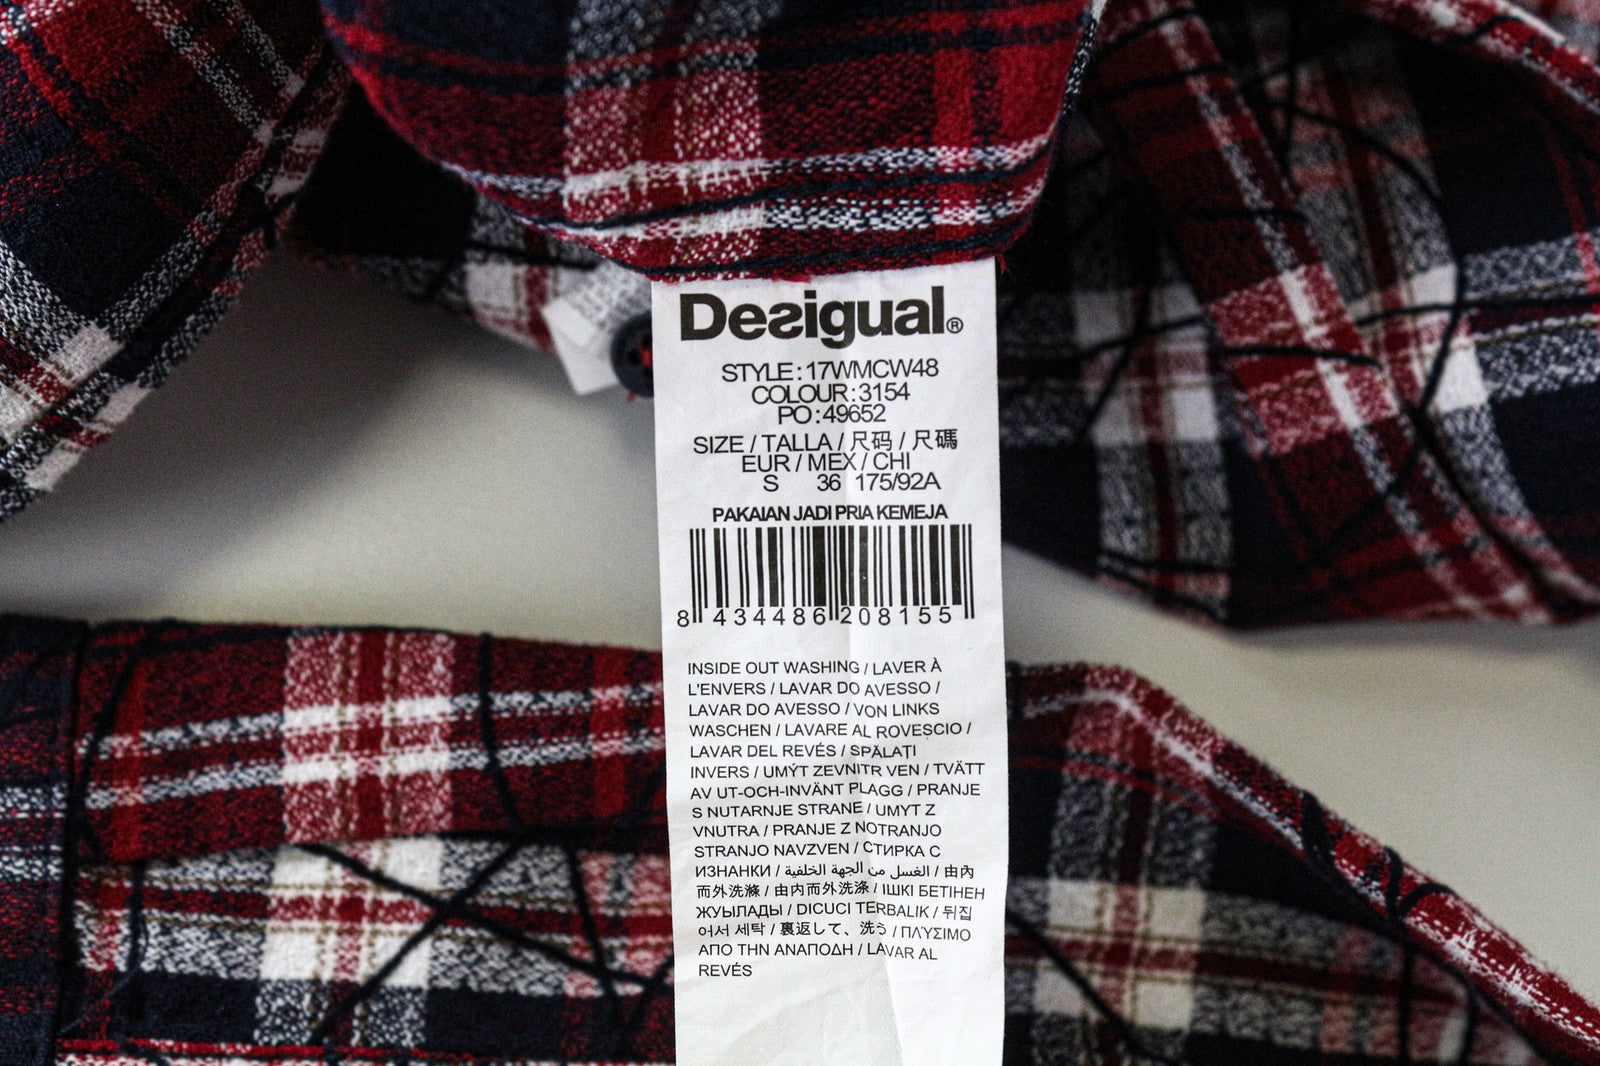 Desigual®
STYLE: 17WMCW48
COLOUR: 3154
PO: 49652
SIZE / TALLA / 尺码 / 尺碼
EUR / MEX / CHI
S 36 175/92A
PAKAIAN JADI PRIA KEMEJA
8 434486 208155
INSIDE OUT WASHING / LAVER À
L'ENVERS / LAVAR DO AVESSO /
LAVAR DO AVESSO / VON LINKS
WASCHEN / LAVARE AL ROVESCIO /
LAVAR DEL REVÉS / SPĂLAȚI
INVERS / UMÝT ZEVNITR VEN / TVÄTT
AV UT-OCH-INVÄNT PLAGG / PRANJE
S NUTARNJE STRANE / UMYT Z
VNUTRA / PRANJE Z NOTRANJO
STRANJO NAVZVEN / СТИРКА С
ИЗНАНКИ / الغسل من الجهة الخلفية / 由內
而外洗滌 / 由内而外洗涤 / ІШКІ БЕТІНЕН
ЖУЫЛАДЫ / DICUCI TERBALIK / 뒤집
어서 세탁 / 裏返して、洗う / ΠΛΎΣΙΜΟ
ΑΠΟ ΤΗΝ ΑΝΑΠΟΔΗ / LAVAR AL
REVÉS